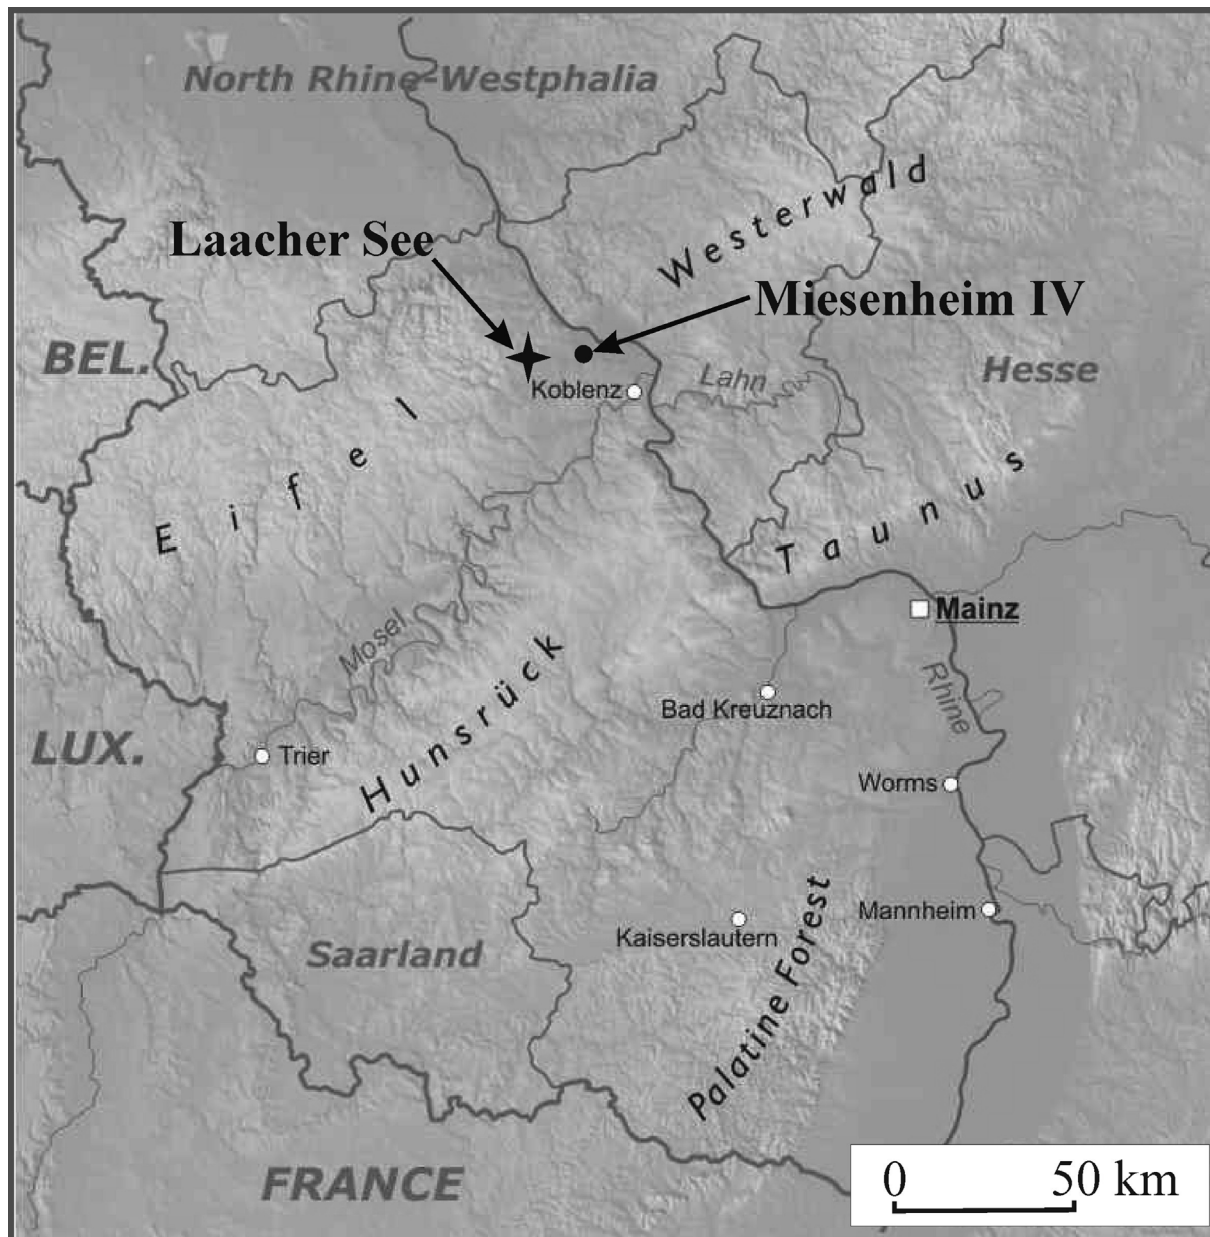 North Rhine-Westphalia
Westerwald
Laacher See
Miesenheim IV
BEL.
Hesse
Lahn
Koblenz
Eifel
Taunus
Mainz
Mosel
Hunsrück
Rhine
Bad Kreuznach
LUX.
Trier
Worms
Mannheim
Kaiserslautern
Palatine Forest
Saarland
FRANCE
0 50 km